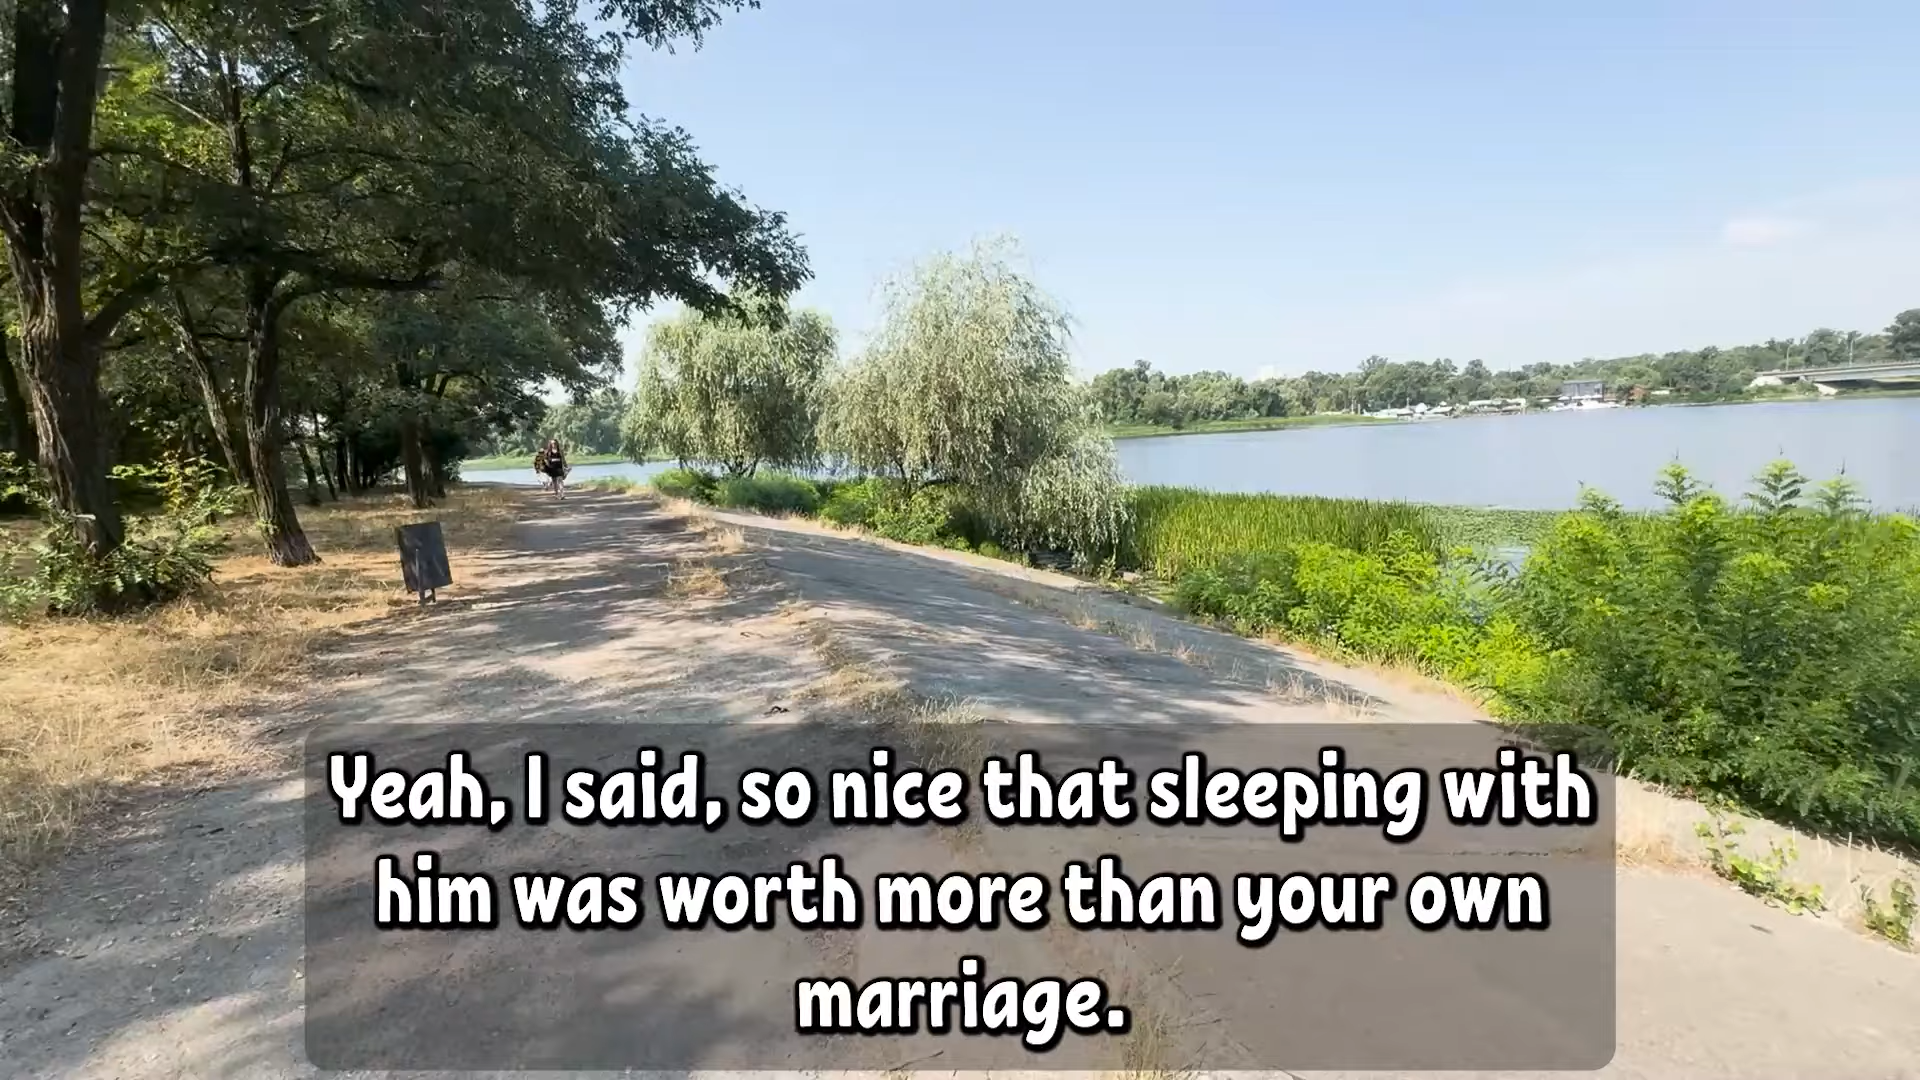 Yeah, I said, so nice that sleeping with
him was worth more than your own
marriage.